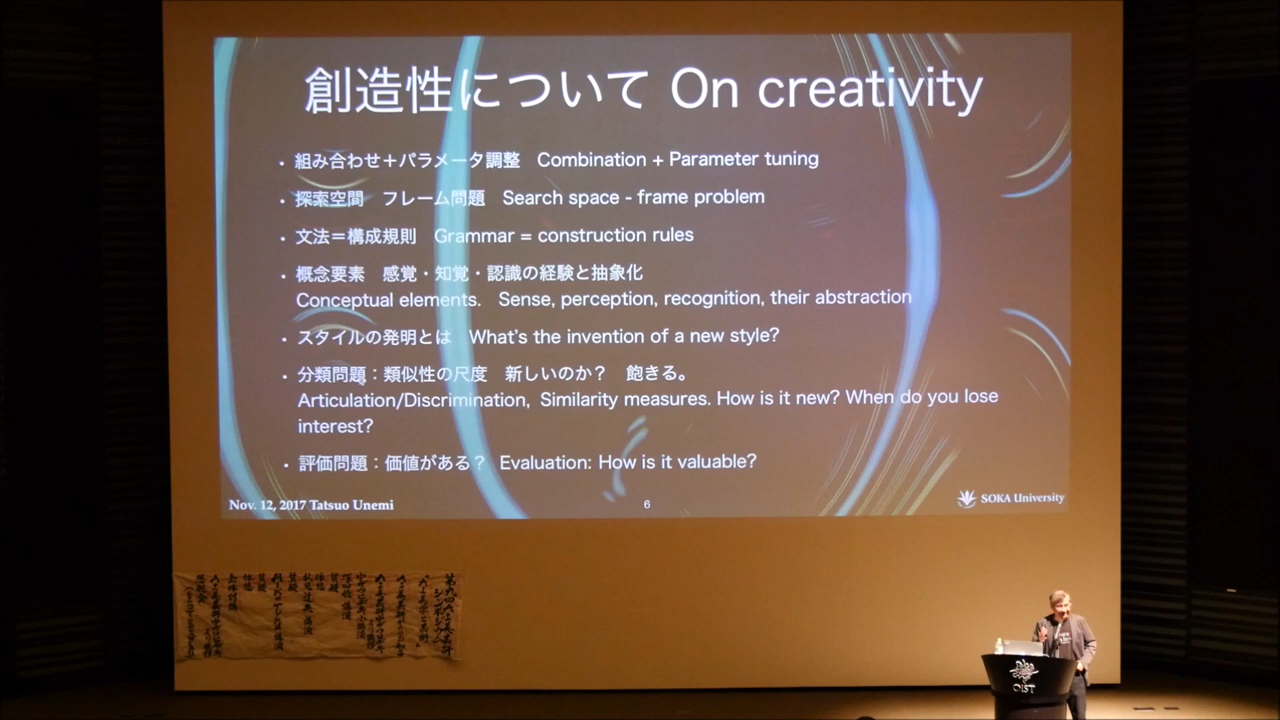 創造性について On creativity
・組み合わせ＋パラメータ調整 Combination + Parameter tuning
・探索空間 フレーム問題 Search space - frame problem
・文法＝構成規則 Grammar = construction rules
・概念要素 感覚・知覚・認識の経験と抽象化
Conceptual elements. Sense, perception, recognition, their abstraction
・スタイルの発明とは What's the invention of a new style?
・分類問題：類似性の尺度 新しいのか？ 飽きる。
Articulation/Discrimination, Similarity measures. How is it new? When do you lose
interest?
・評価問題：価値がある？ Evaluation: How is it valuable?
Nov. 12, 2017 Tatsuo Unemi
6
SOKA University
OIST